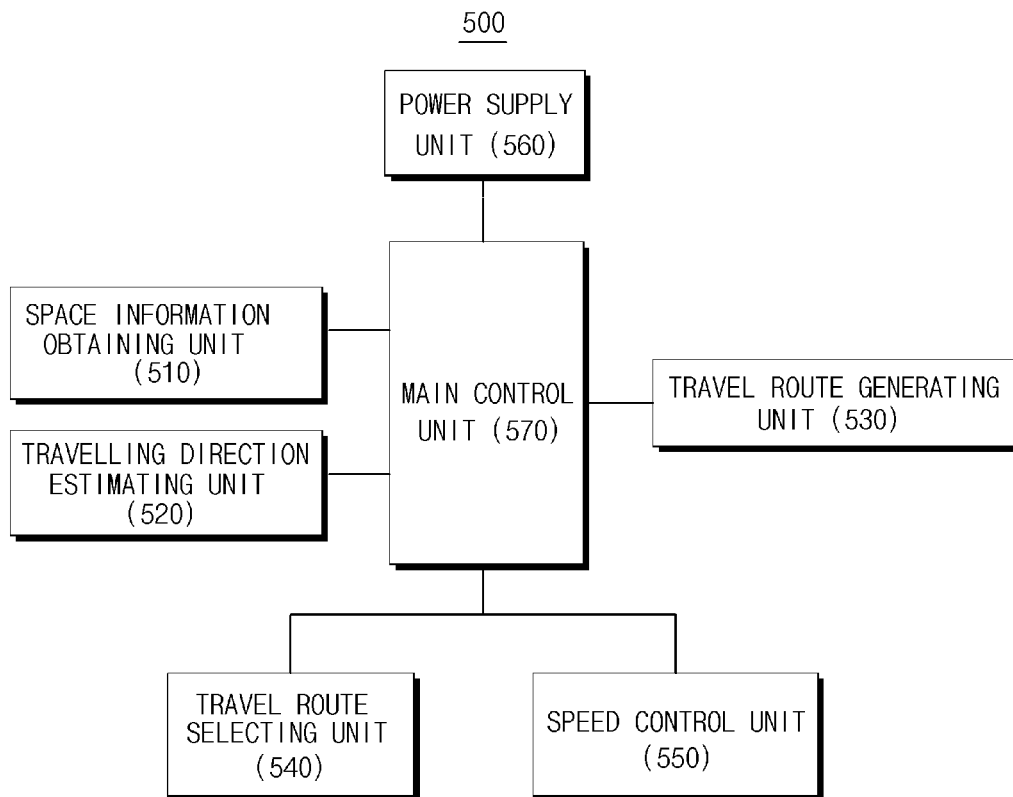 500
POWER SUPPLY
UNIT (560)
SPACE INFORMATION
OBTAINING UNIT
(510)
TRAVELLING DIRECTION
ESTIMATING UNIT
(520)
MAIN CONTROL
UNIT (570)
TRAVEL ROUTE GENERATING
UNIT (530)
TRAVEL ROUTE
SELECTING UNIT
(540)
SPEED CONTROL UNIT
(550)